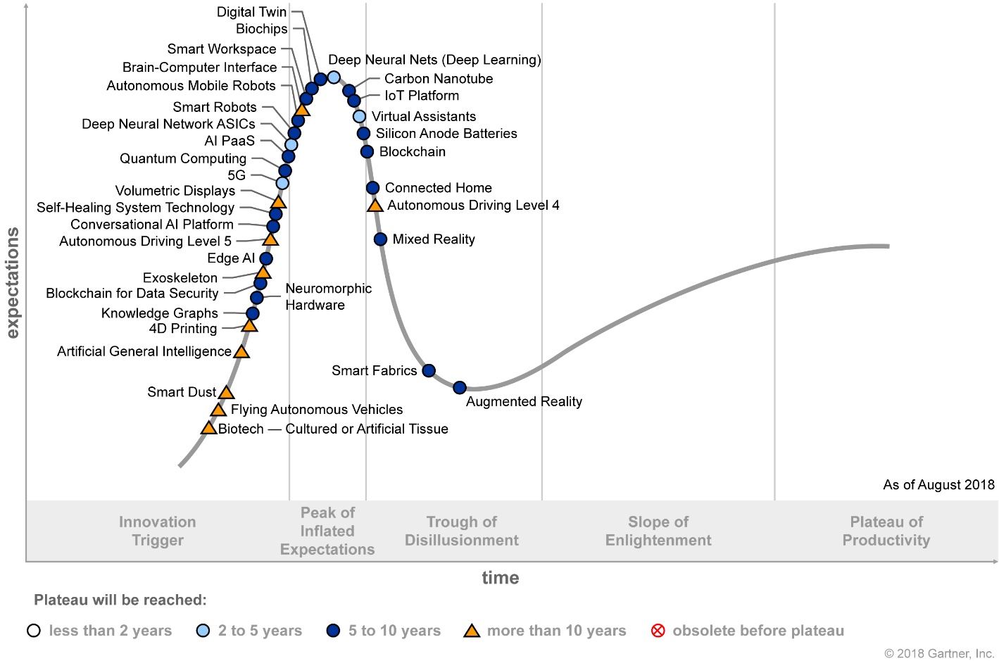 Digital Twin
Biochips
Smart Workspace
Brain-Computer Interface
Autonomous Mobile Robots
Smart Robots
Deep Neural Network ASICs
AI PaaS
Quantum Computing
5G
Volumetric Displays
Self-Healing System Technology
Conversational AI Platform
Autonomous Driving Level 5
Edge AI
Exoskeleton
Blockchain for Data Security
Neuromorphic
Hardware
Knowledge Graphs
4D Printing
Artificial General Intelligence
Smart Dust
Flying Autonomous Vehicles
Biotech — Cultured or Artificial Tissue
Deep Neural Nets (Deep Learning)
Carbon Nanotube
IoT Platform
Virtual Assistants
Silicon Anode Batteries
Blockchain
Connected Home
Autonomous Driving Level 4
Mixed Reality
Smart Fabrics
Augmented Reality
expectations
As of August 2018
Innovation
Trigger
Peak of
Inflated
Expectations
Trough of
Disillusionment
Slope of
Enlightenment
Plateau of
Productivity
time
Plateau will be reached:
less than 2 years
2 to 5 years
5 to 10 years
more than 10 years
obsolete before plateau
© 2018 Gartner, Inc.